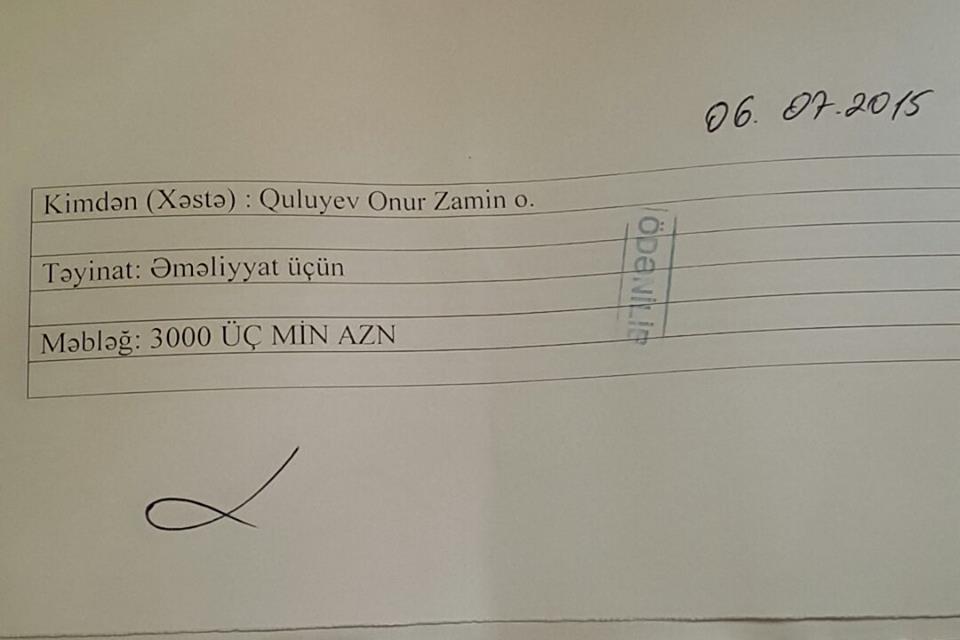 06. 07.2015
Kimdən (Xəstə) : Quluyev Onur Zamin o.
Təyinat: Əməliyyat üçün
Məbləğ: 3000 ÜÇ MİN AZN
ÖDƏNİLİB